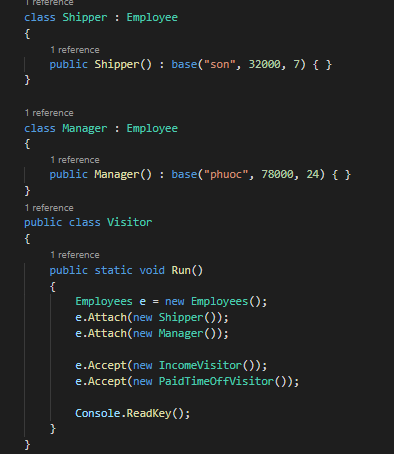 1 reference
class Shipper : Employee
{
1 reference
public Shipper() : base("son", 32000, 7) { }
}
1 reference
class Manager : Employee
{
1 reference
public Manager() : base("phuoc", 78000, 24) { }
}
1 reference
public class Visitor
{
1 reference
public static void Run()
{
Employees e = new Employees();
e.Attach(new Shipper());
e.Attach(new Manager());
e.Accept(new IncomeVisitor());
e.Accept(new PaidTimeOffVisitor());
Console.ReadKey();
}
}